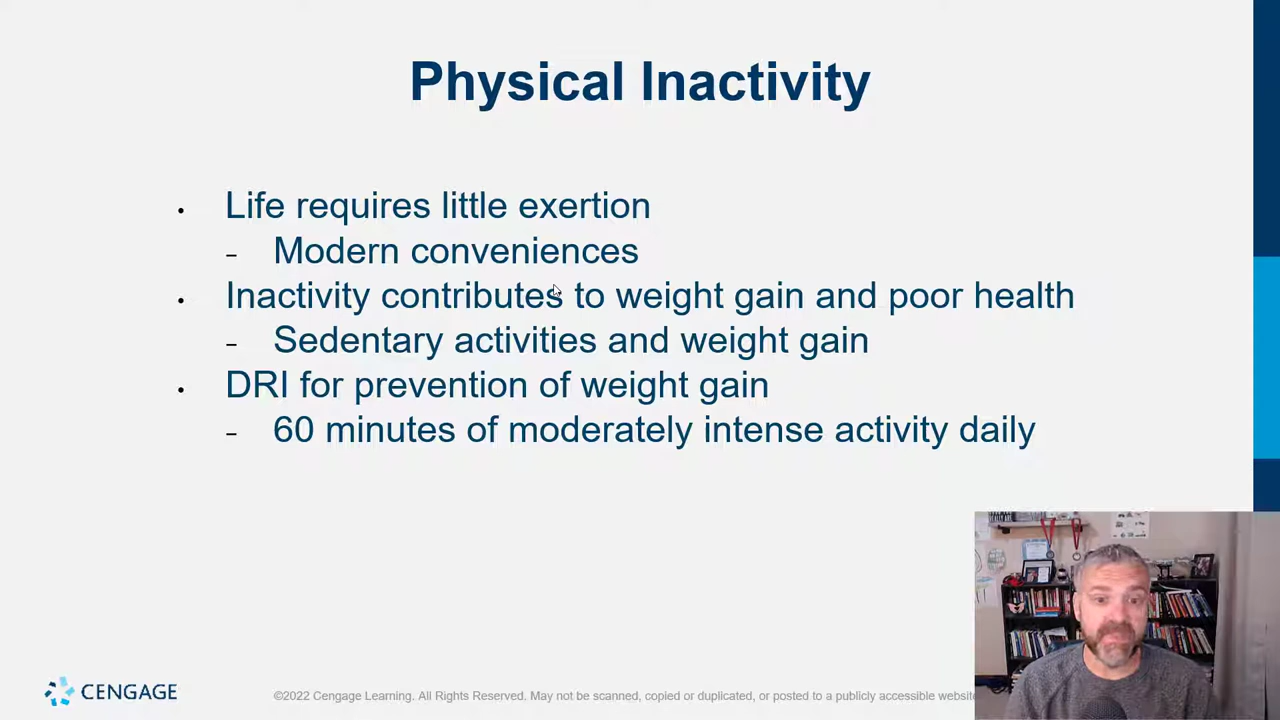 Physical Inactivity
• Life requires little exertion
– Modern conveniences
• Inactivity contributes to weight gain and poor health
– Sedentary activities and weight gain
• DRI for prevention of weight gain
– 60 minutes of moderately intense activity daily
CENGAGE
©2022 Cengage Learning. All Rights Reserved. May not be scanned, copied or duplicated, or posted to a publicly accessible website